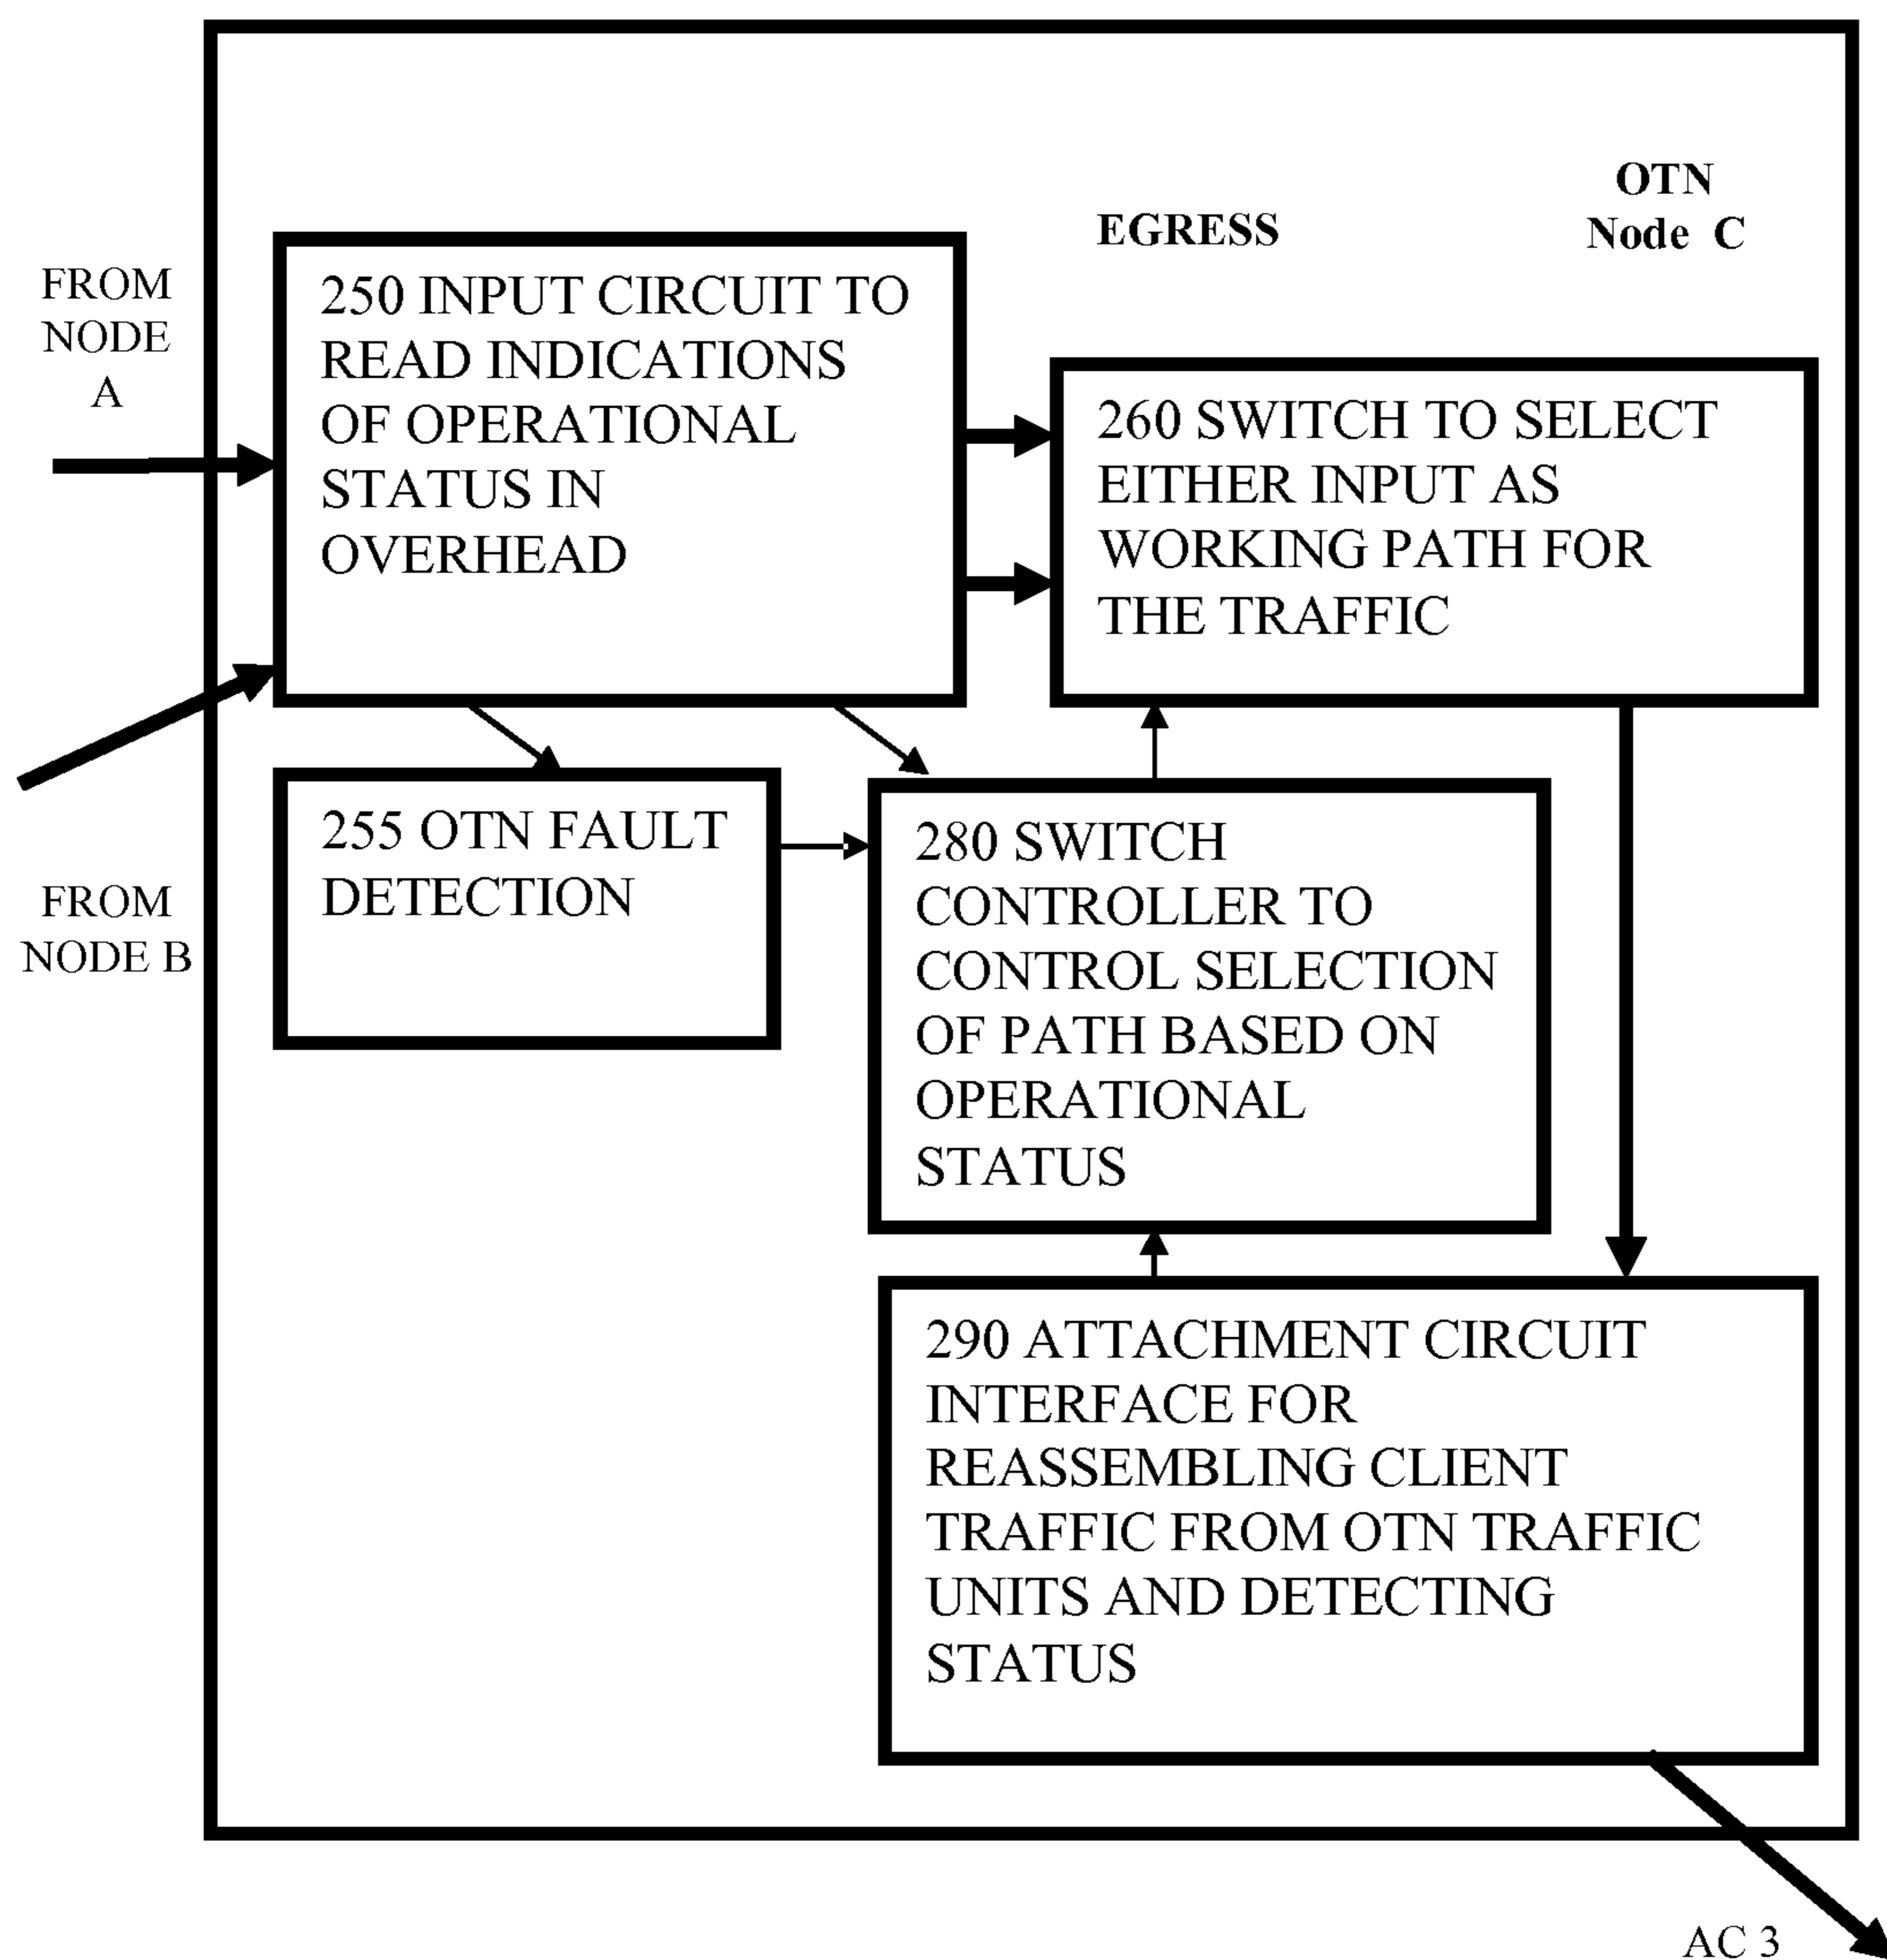 OTN
Node C
EGRESS
FROM
NODE
A
250 INPUT CIRCUIT TO
READ INDICATIONS
OF OPERATIONAL
STATUS IN
OVERHEAD
260 SWITCH TO SELECT
EITHER INPUT AS
WORKING PATH FOR
THE TRAFFIC
FROM
NODE B
255 OTN FAULT
DETECTION
280 SWITCH
CONTROLLER TO
CONTROL SELECTION
OF PATH BASED ON
OPERATIONAL
STATUS
290 ATTACHMENT CIRCUIT
INTERFACE FOR
REASSEMBLING CLIENT
TRAFFIC FROM OTN TRAFFIC
UNITS AND DETECTING
STATUS
AC 3